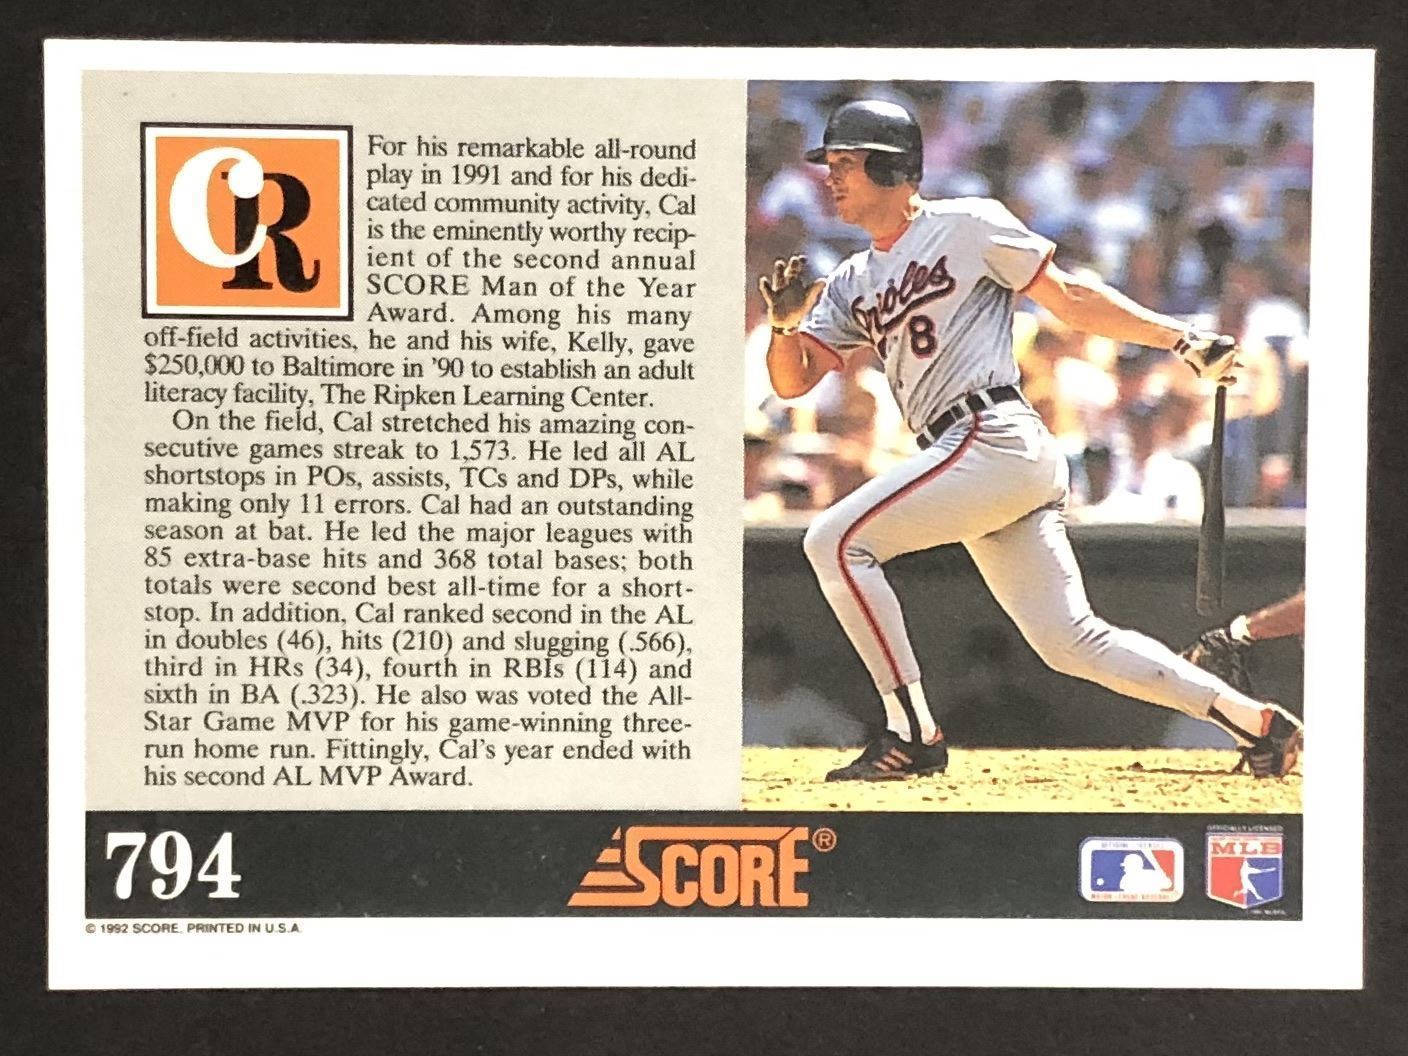 CR
For his remarkable all-round
play in 1991 and for his dedi-
cated community activity, Cal
is the eminently worthy recip-
ient of the second annual
SCORE Man of the Year
Award. Among his many
off-field activities, he and his wife, Kelly, gave
$250,000 to Baltimore in '90 to establish an adult
literacy facility, The Ripken Learning Center.
On the field, Cal stretched his amazing con-
secutive games streak to 1,573. He led all AL
shortstops in POs, assists, TCs and DPs, while
making only 11 errors. Cal had an outstanding
season at bat. He led the major leagues with
85 extra-base hits and 368 total bases; both
totals were second best all-time for a short-
stop. In addition, Cal ranked second in the AL
in doubles (46), hits (210) and slugging (.566),
third in HRs (34), fourth in RBIs (114) and
sixth in BA (.323). He also was voted the All-
Star Game MVP for his game-winning three-
run home run. Fittingly, Cal's year ended with
his second AL MVP Award.
Orioles
8
794
SCORE®
OFFICIALLY LICENSED
MLB
© 1992 SCORE, PRINTED IN U.S.A.